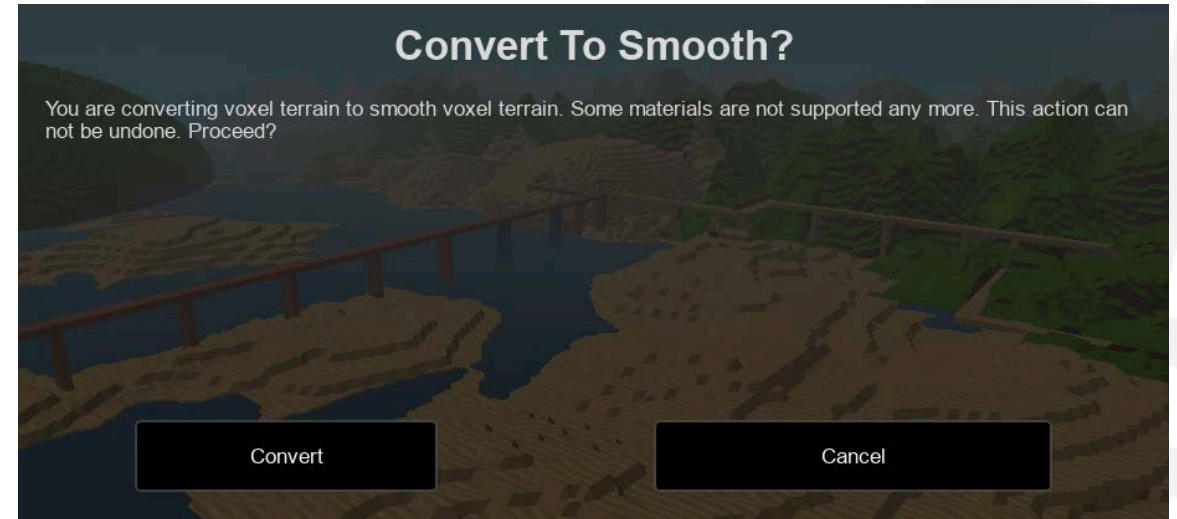 Convert To Smooth?
You are converting voxel terrain to smooth voxel terrain. Some materials are not supported any more. This action can
not be undone. Proceed?
Convert
Cancel